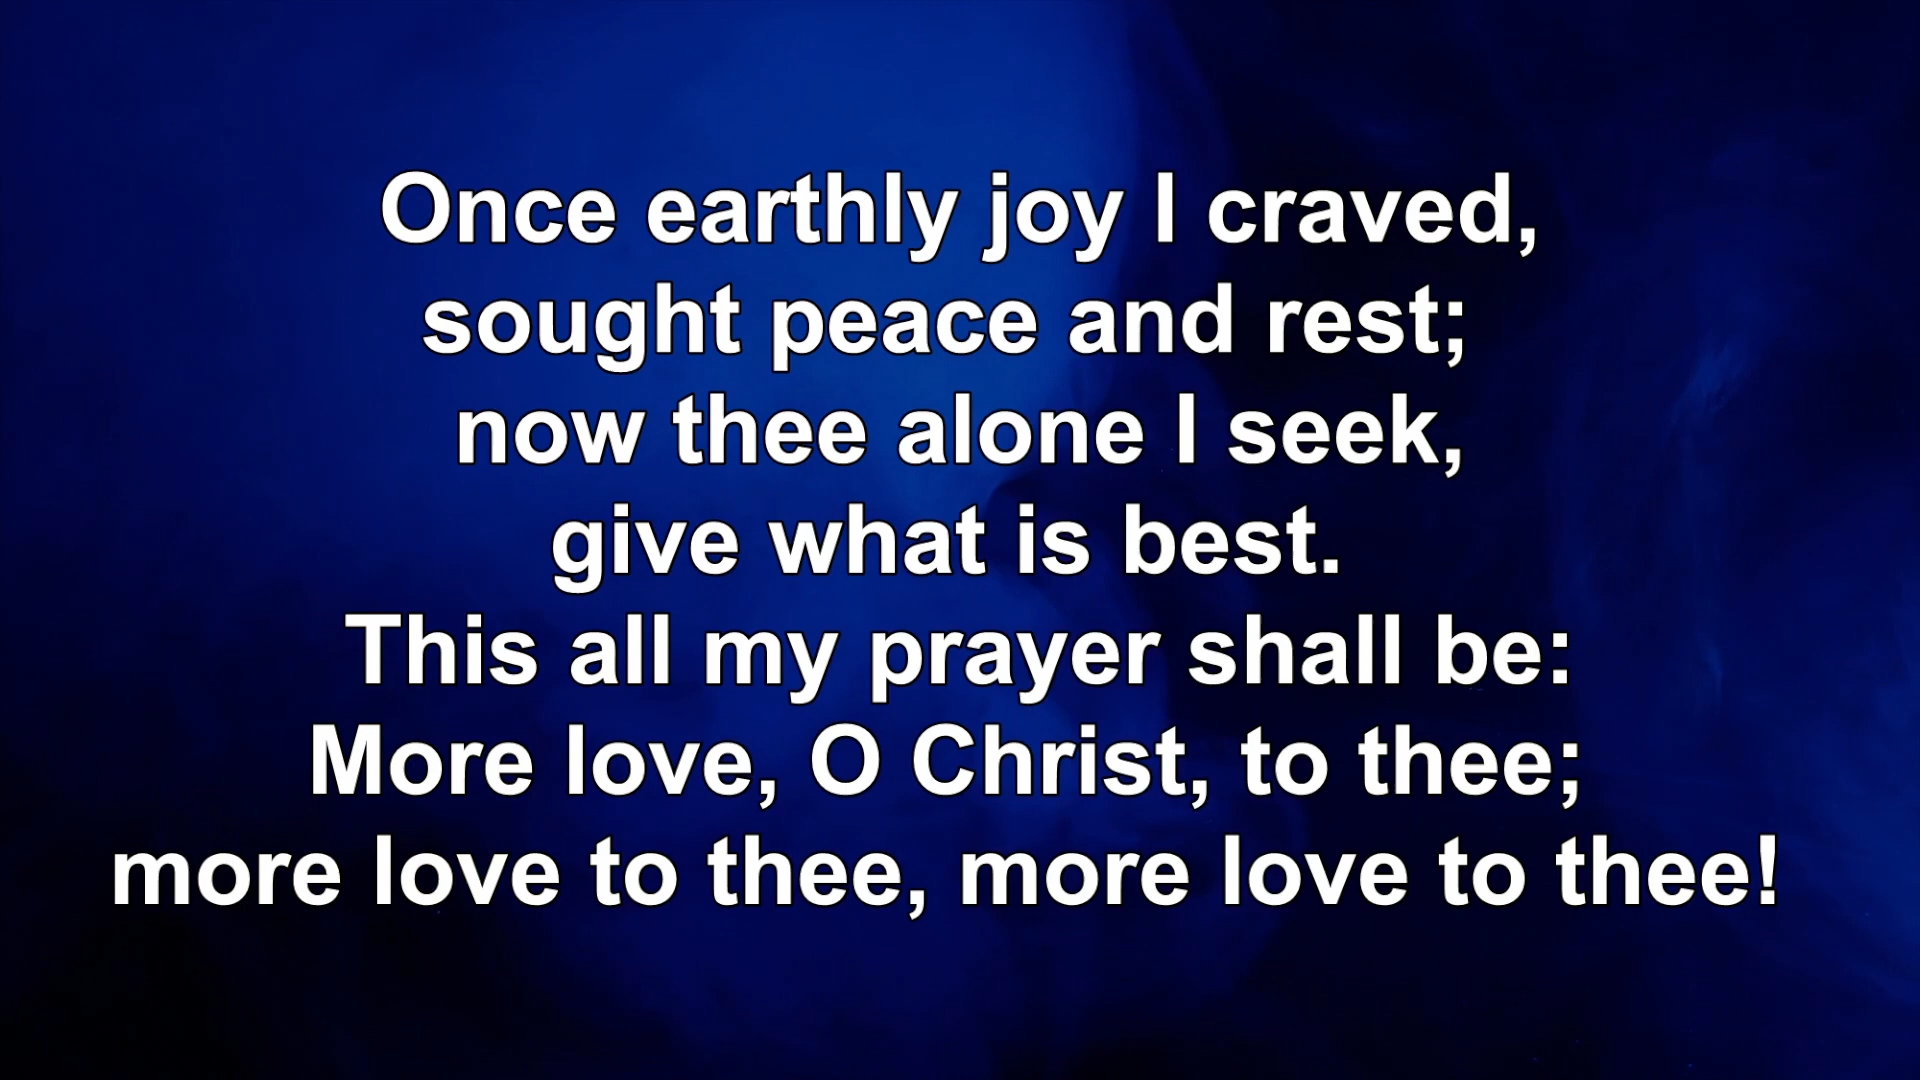 Once earthly joy I craved,
sought peace and rest;
now thee alone I seek,
give what is best.
This all my prayer shall be:
More love, O Christ, to thee;
more love to thee, more love to thee!